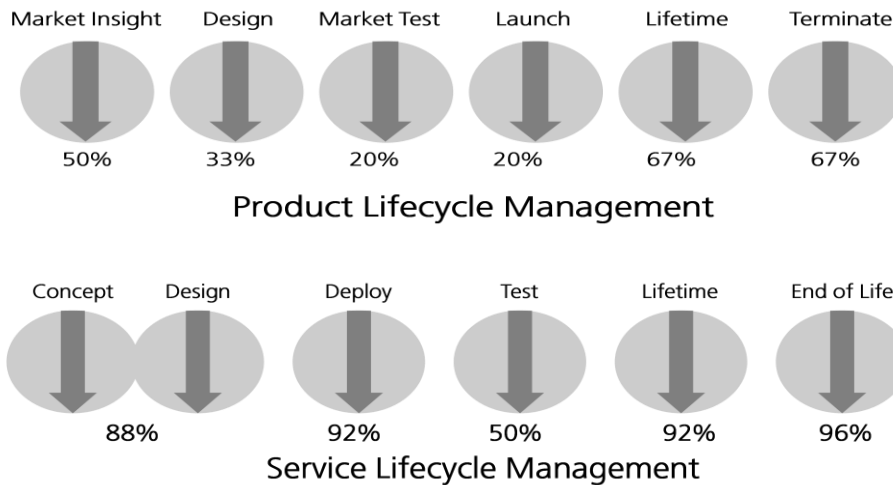 Market Insight Design Market Test Launch Lifetime Terminate
50% 33% 20% 20% 67% 67%
Product Lifecycle Management
Concept Design Deploy Test Lifetime End of Life
88% 92% 50% 92% 96%
Service Lifecycle Management